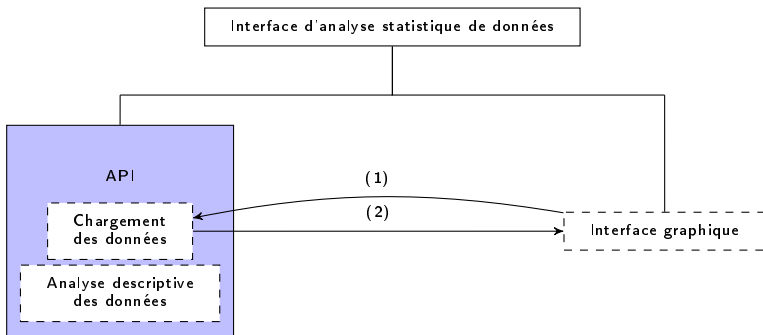 Interface d'analyse statistique de données
API
(1)
Chargement
des données
(2)
Interface graphique
Analyse descriptive
des données